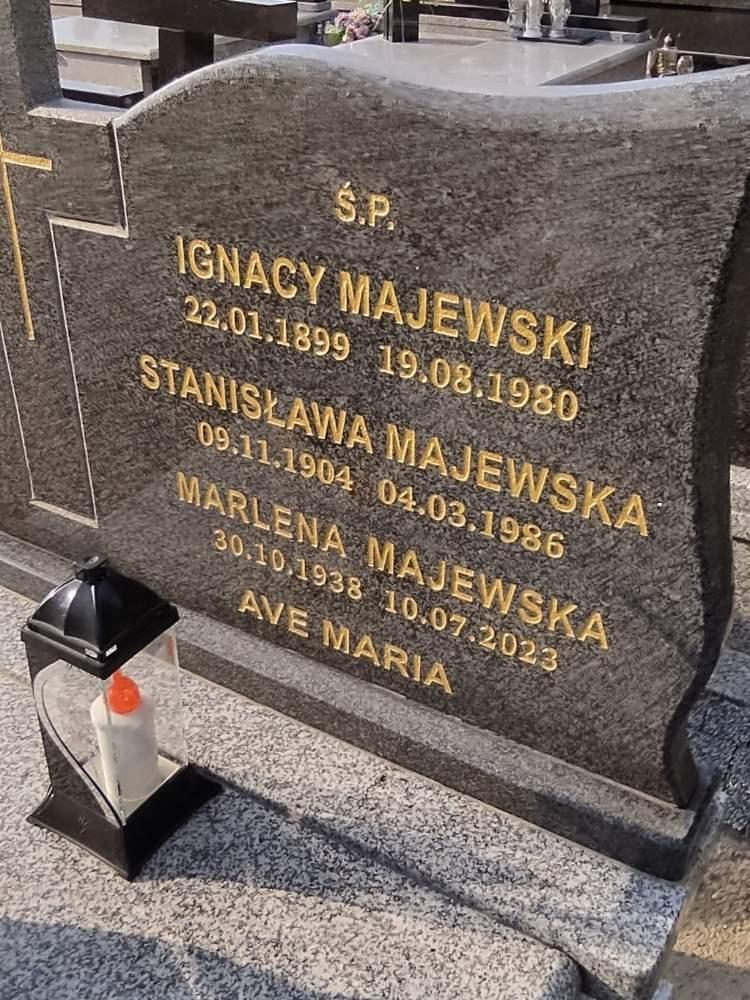 Ś.P.
IGNACY MAJEWSKI
22.01.1899 19.08.1980
STANISŁAWA MAJEWSKA
09.11.1904 04.03.1986
MARLENA MAJEWSKA
30.10.1938 10.07.2023
AVE MARIA